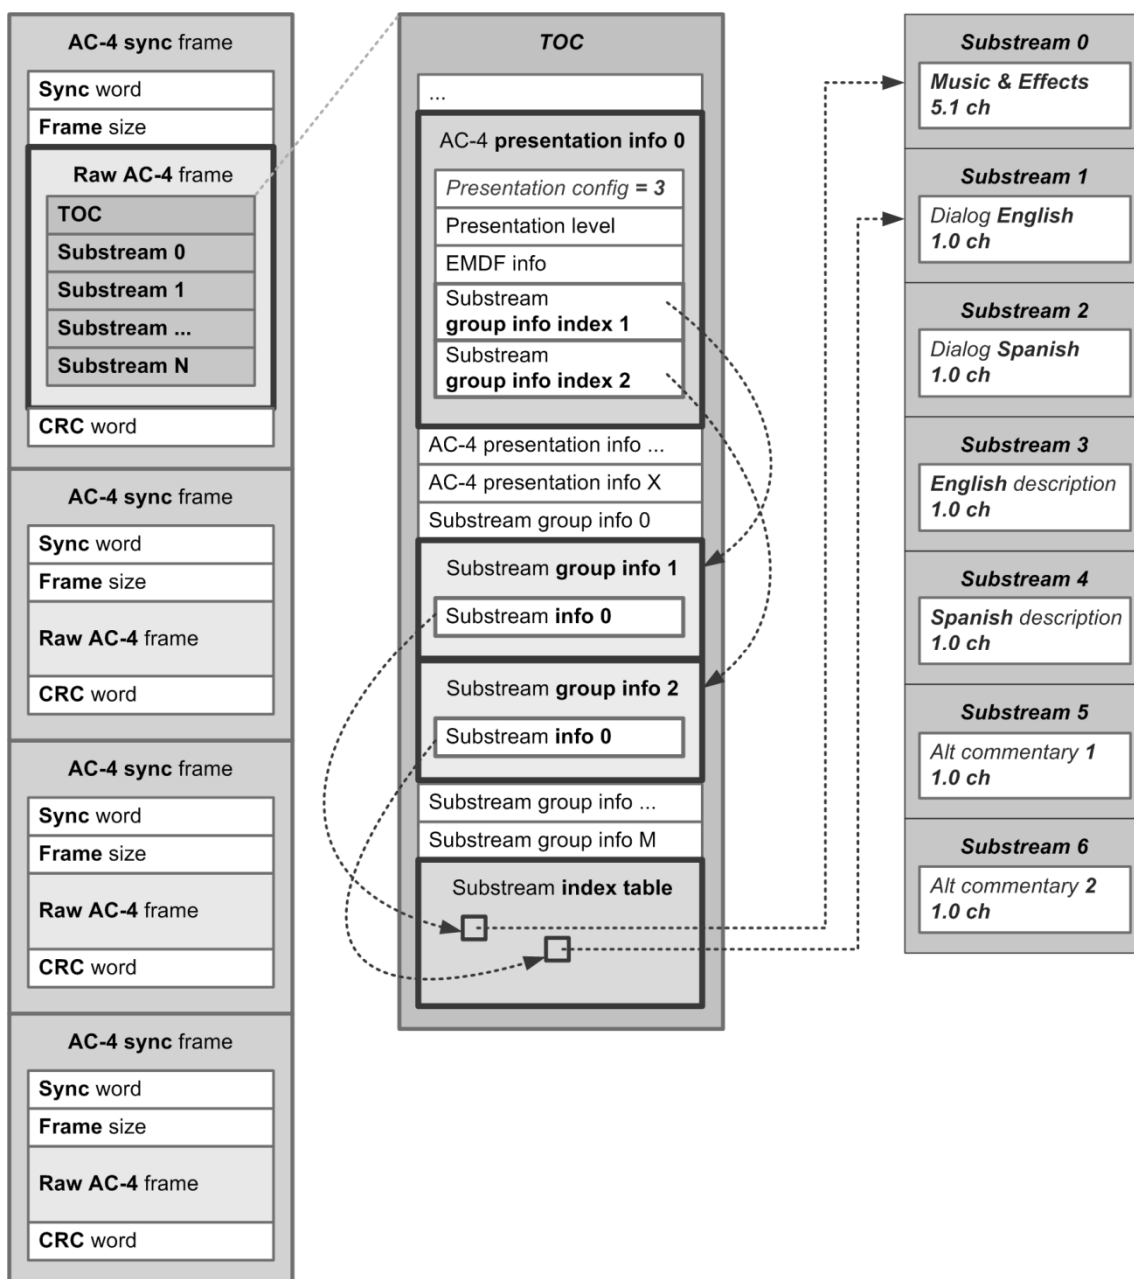 AC-4 sync frame
Sync word
Frame size
Raw AC-4 frame
TOC
Substream 0
Substream 1
Substream ...
Substream N
CRC word
AC-4 sync frame
Sync word
Frame size
Raw AC-4 frame
CRC word
AC-4 sync frame
Sync word
Frame size
Raw AC-4 frame
CRC word
AC-4 sync frame
Sync word
Frame size
Raw AC-4 frame
CRC word
TOC
...
AC-4 presentation info 0
Presentation config = 3
Presentation level
EMDF info
Substream
group info index 1
Substream
group info index 2
AC-4 presentation info ...
AC-4 presentation info X
Substream group info 0
Substream group info 1
Substream info 0
Substream group info 2
Substream info 0
Substream group info ...
Substream group info M
Substream index table
Substream 0
Music & Effects
5.1 ch
Substream 1
Dialog English
1.0 ch
Substream 2
Dialog Spanish
1.0 ch
Substream 3
English description
1.0 ch
Substream 4
Spanish description
1.0 ch
Substream 5
Alt commentary 1
1.0 ch
Substream 6
Alt commentary 2
1.0 ch